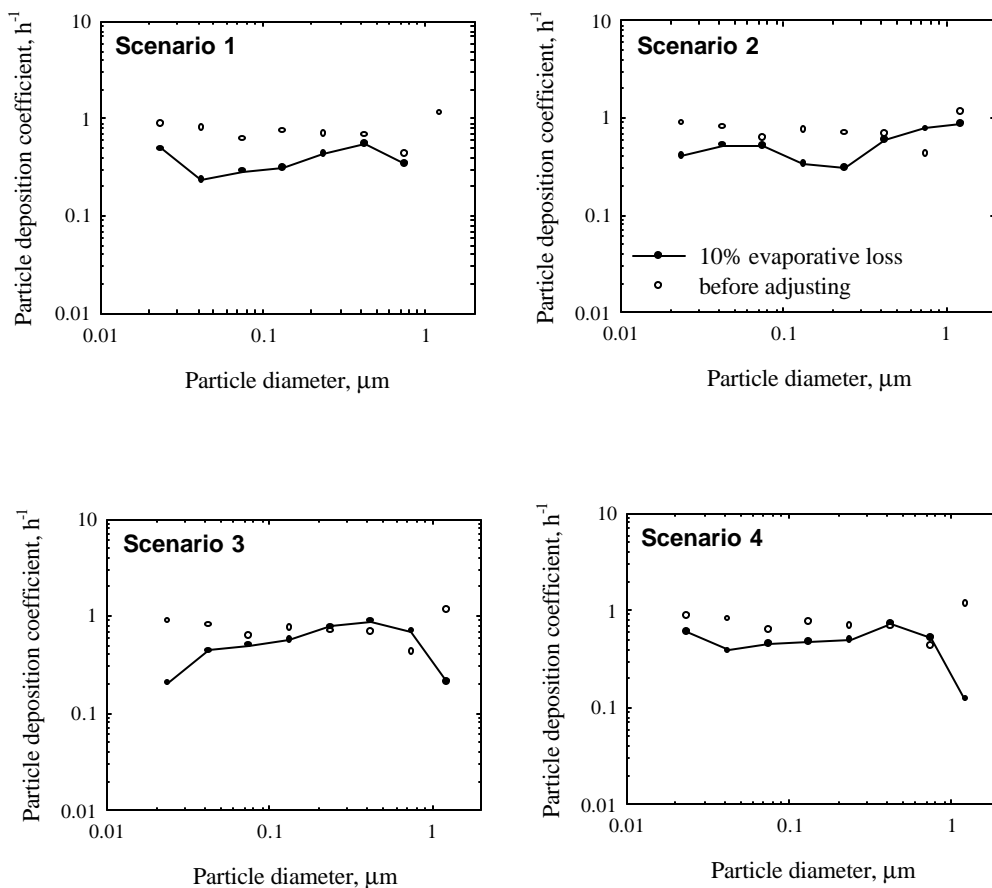 Scenario 1
10
1
0.1
0.01
0.01
0.1
1
Particle deposition coefficient, h-1
Particle diameter, μm
Scenario 2
10
1
0.1
0.01
0.01
0.1
1
Particle deposition coefficient, h-1
Particle diameter, μm
10% evaporative loss
before adjusting
Scenario 3
10
1
0.1
0.01
0.01
0.1
1
Particle deposition coefficient, h-1
Particle diameter, μm
Scenario 4
10
1
0.1
0.01
0.01
0.1
1
Particle deposition coefficient, h-1
Particle diameter, μm